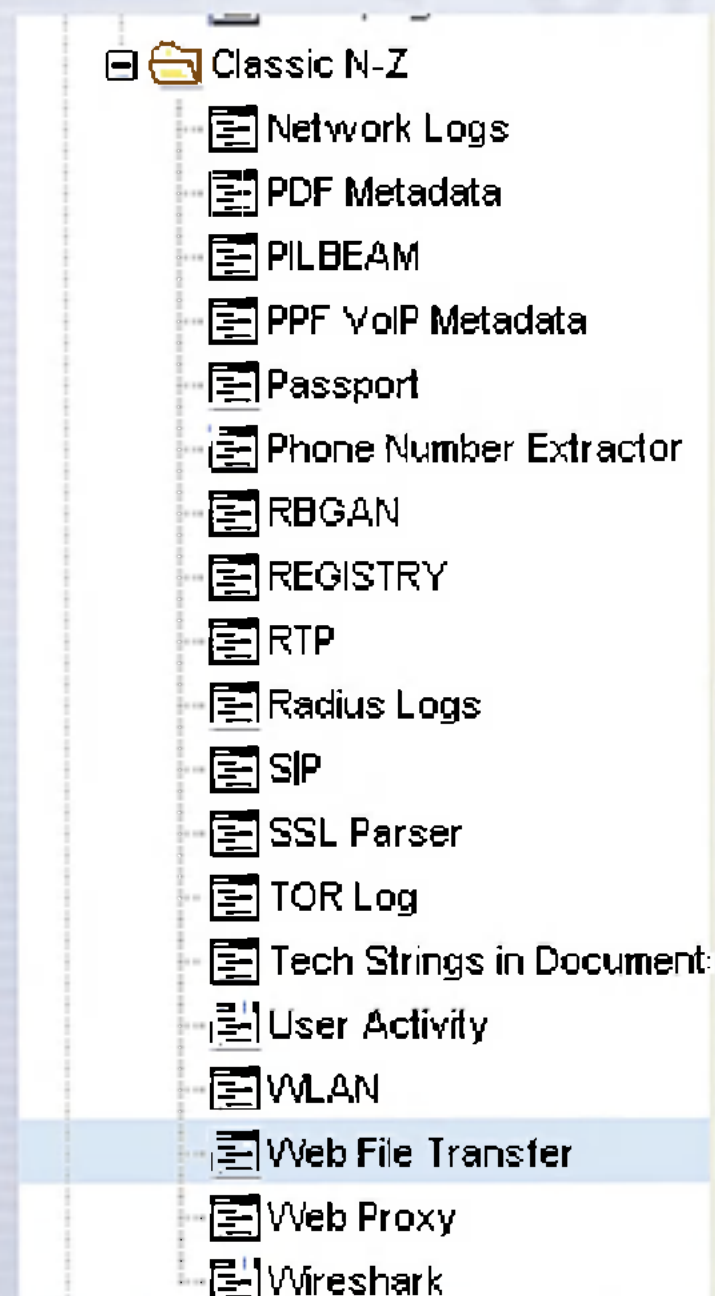 Classic N-Z
Network Logs
PDF Metadata
PILBEAM
PPF VoIP Metadata
Passport
Phone Number Extractor
RBGAN
REGISTRY
RTP
Radius Logs
SIP
SSL Parser
TOR Log
Tech Strings in Document
User Activity
WLAN
Web File Transfer
Web Proxy
Wireshark